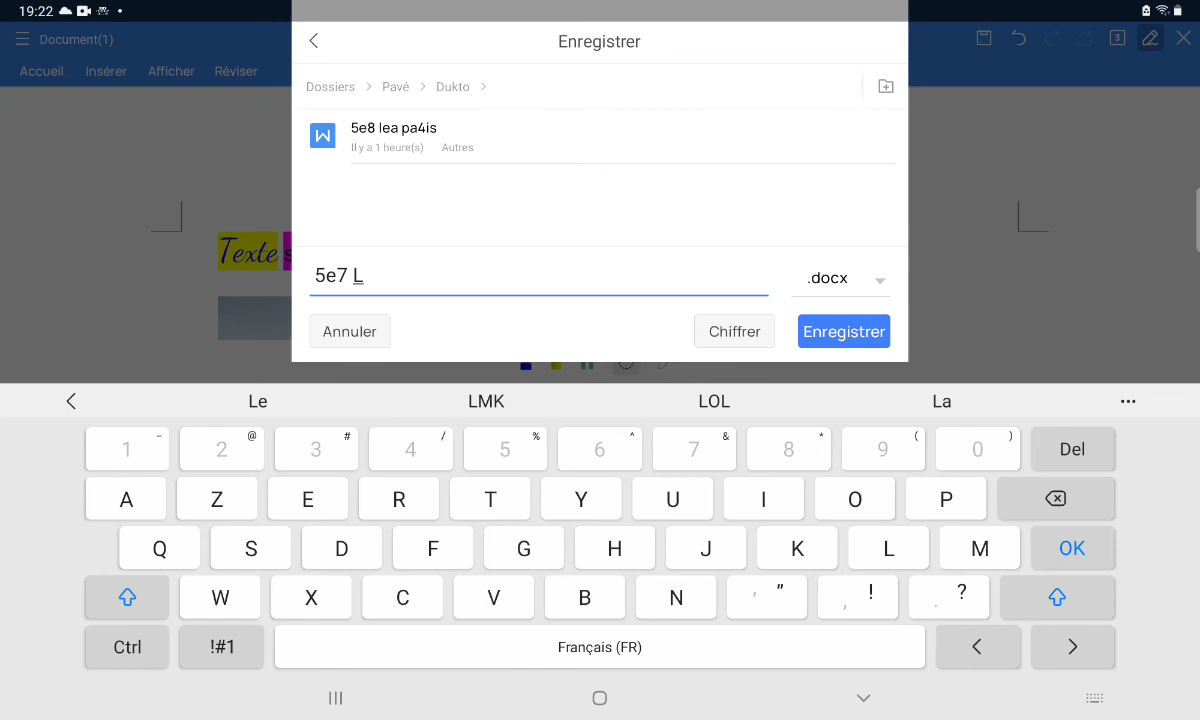 19:22
Document(1)
3
Accueil Insérer Afficher Réviser
Enregistrer
Dossiers > Pavé > Dukto >
5e8 lea pa4is
Il y a 1 heure(s) Autres
Texte
5e7 L
.docx
Annuler Chiffrer Enregistrer
Le LMK LOL La ...
1 - 2 @ 3 # 4 / 5 % 6 ^ 7 & 8 * 9 ( 0 ) Del
A Z E R T Y U I O P
Q S D F G H J K L M OK
W X C V B N ' " , ! . ?
Ctrl !#1 Français (FR) < >